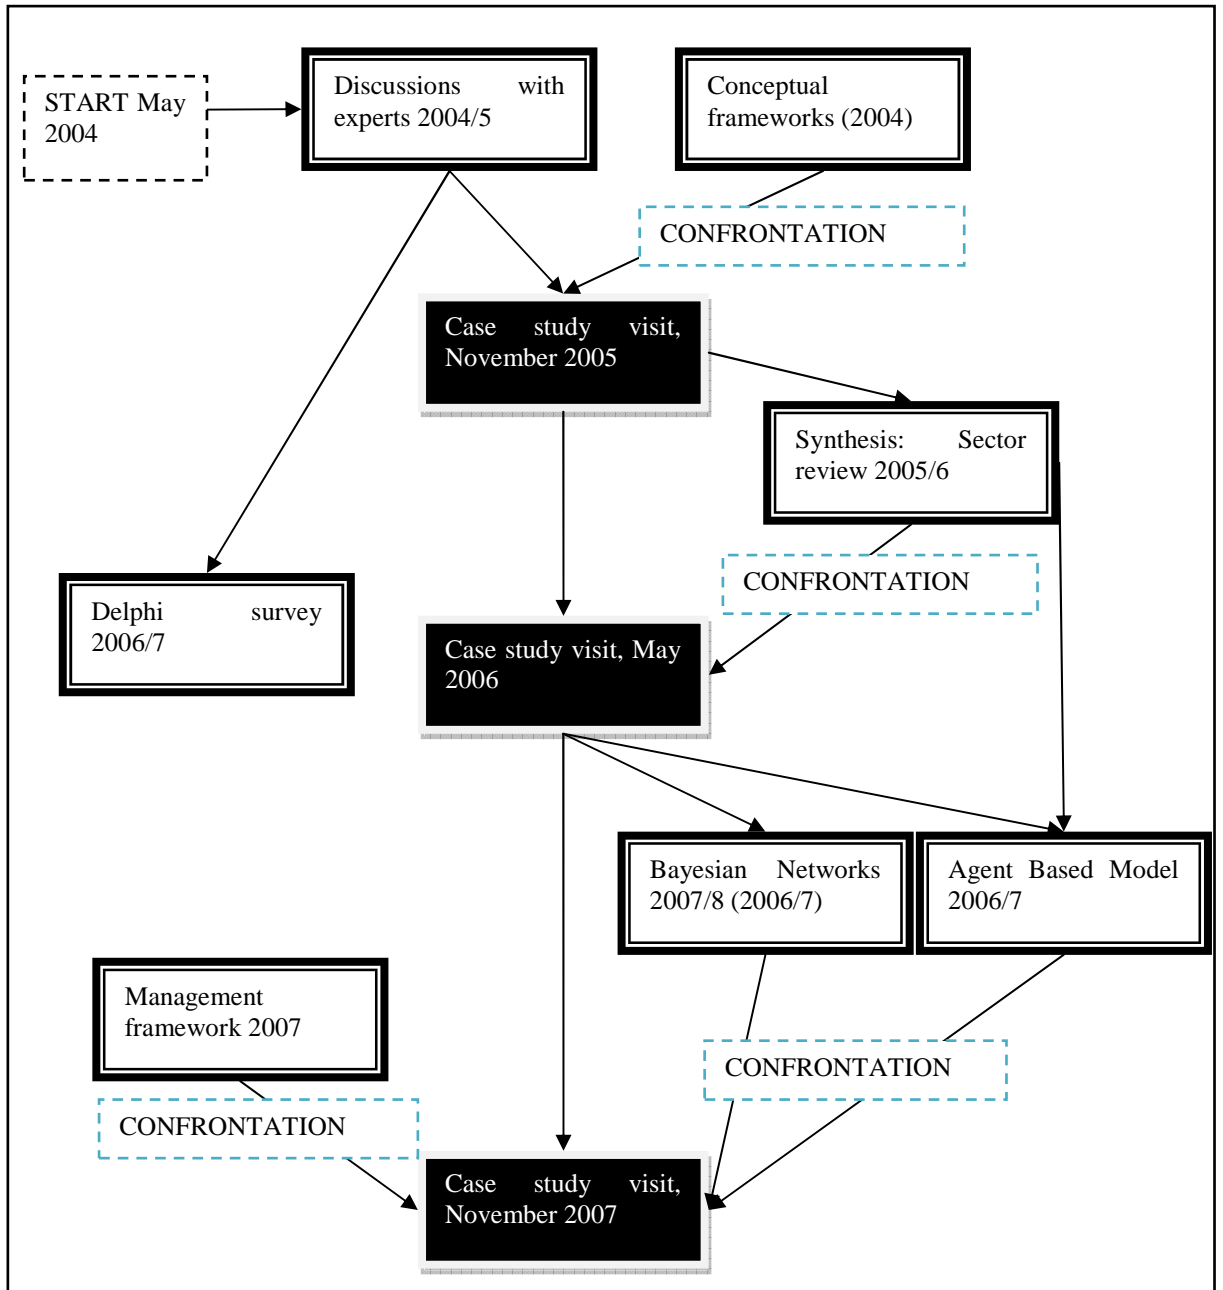 START May
2004
Discussions with
experts 2004/5
Conceptual
frameworks (2004)
CONFRONTATION
Case study visit,
November 2005
Synthesis: Sector
review 2005/6
CONFRONTATION
Delphi survey
2006/7
Case study visit, May
2006
Bayesian Networks
2007/8 (2006/7)
Agent Based Model
2006/7
Management
framework 2007
CONFRONTATION
CONFRONTATION
Case study visit,
November 2007